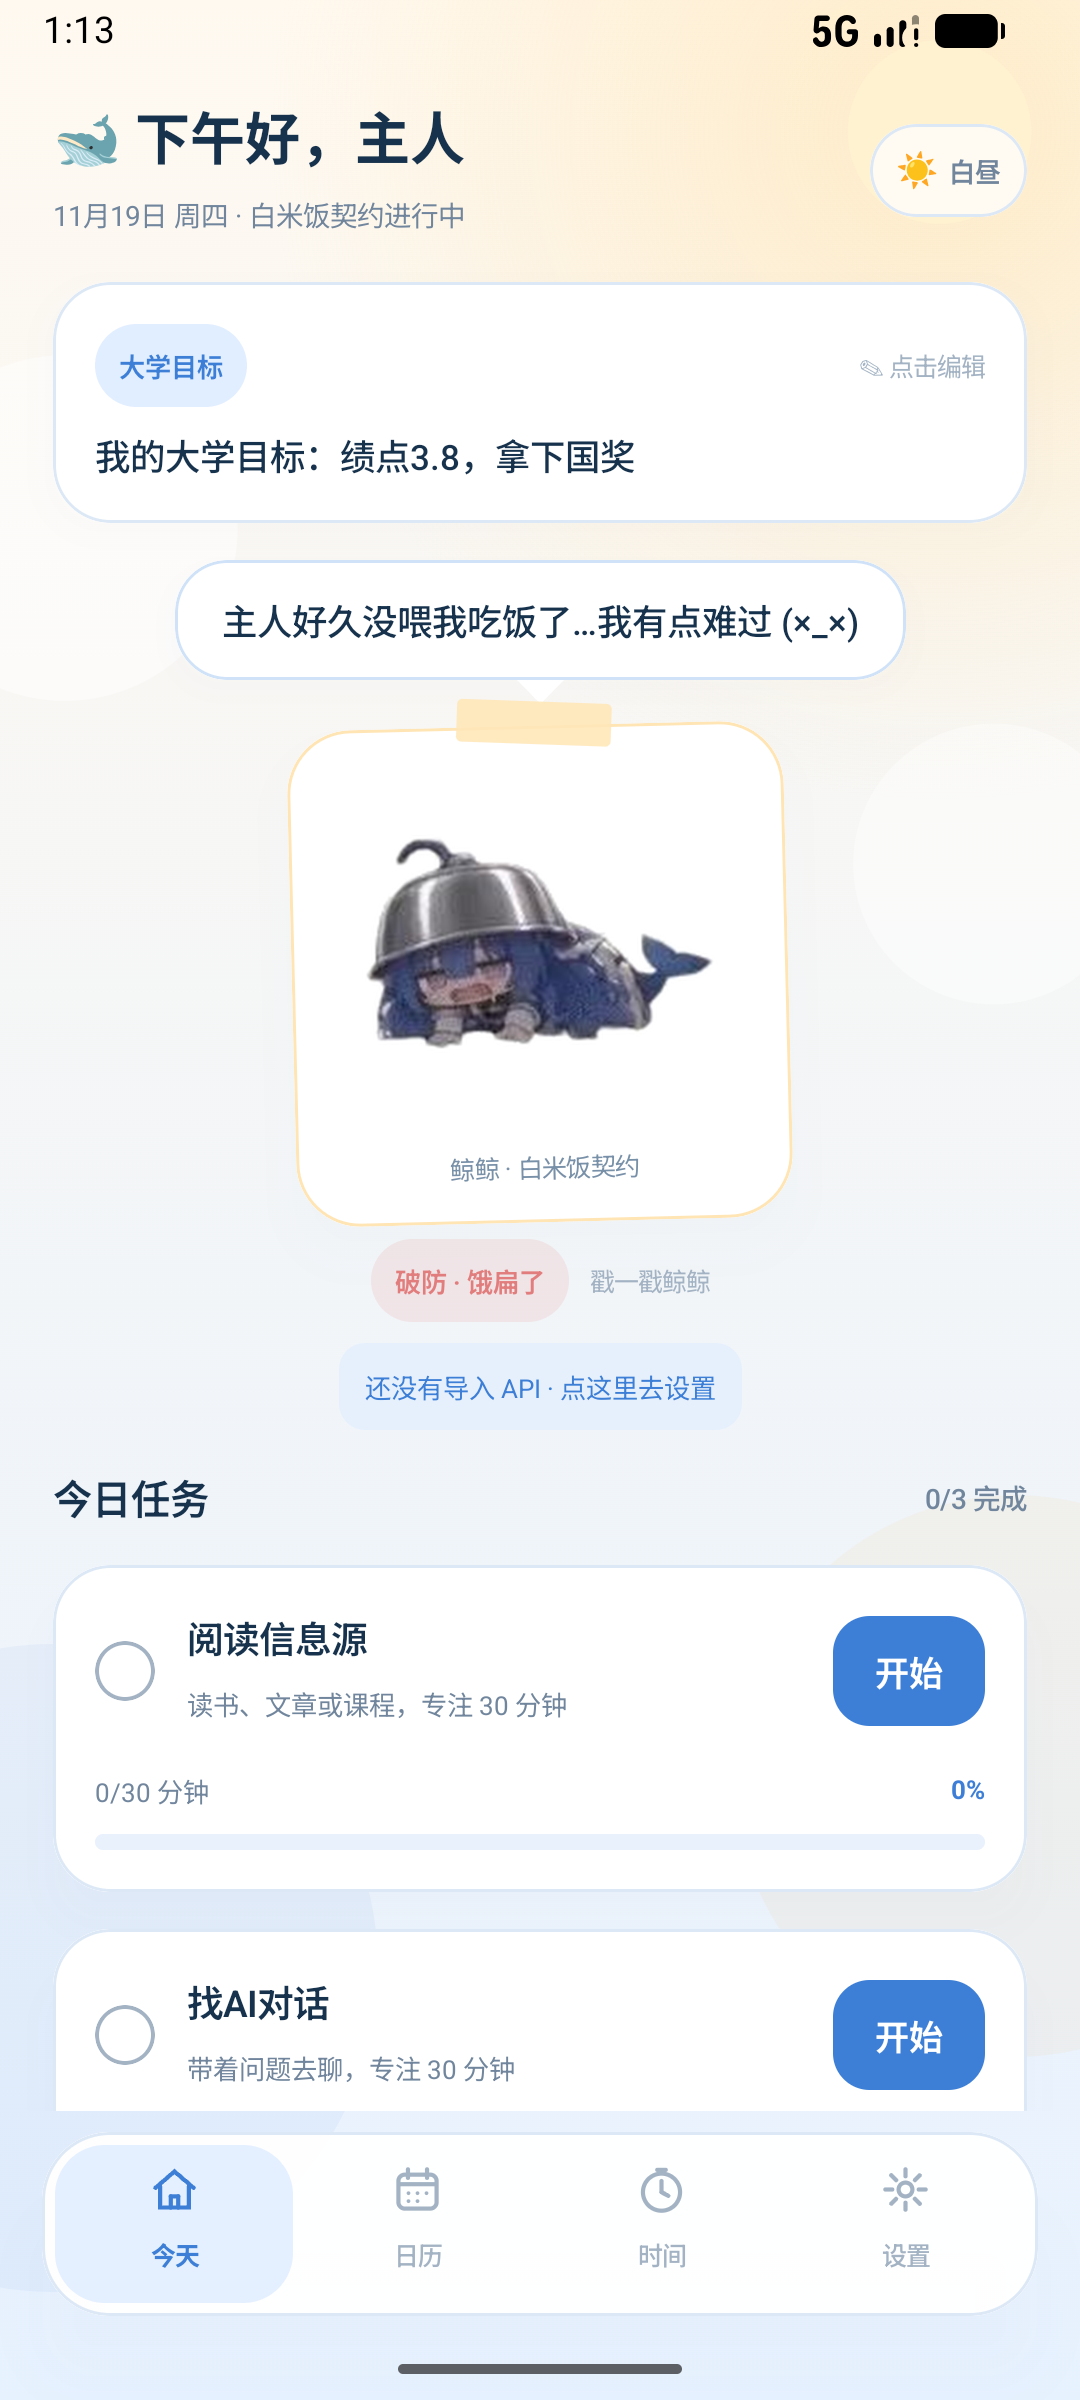 1:13
5G
🐳 下午好，主人
11月19日 周四 · 白米饭契约进行中
☀️ 白昼
大学目标
✎ 点击编辑
我的大学目标：绩点3.8，拿下国奖
主人好久没喂我吃饭了...我有点难过 (×_×)
鲸鲸 · 白米饭契约
破防 · 饿扁了
戳一戳鲸鲸
还没有导入 API · 点这里去设置
今日任务
0/3 完成
阅读信息源
读书、文章或课程，专注 30 分钟
开始
0/30 分钟
0%
找AI对话
带着问题去聊，专注 30 分钟
开始
今天
日历
时间
设置